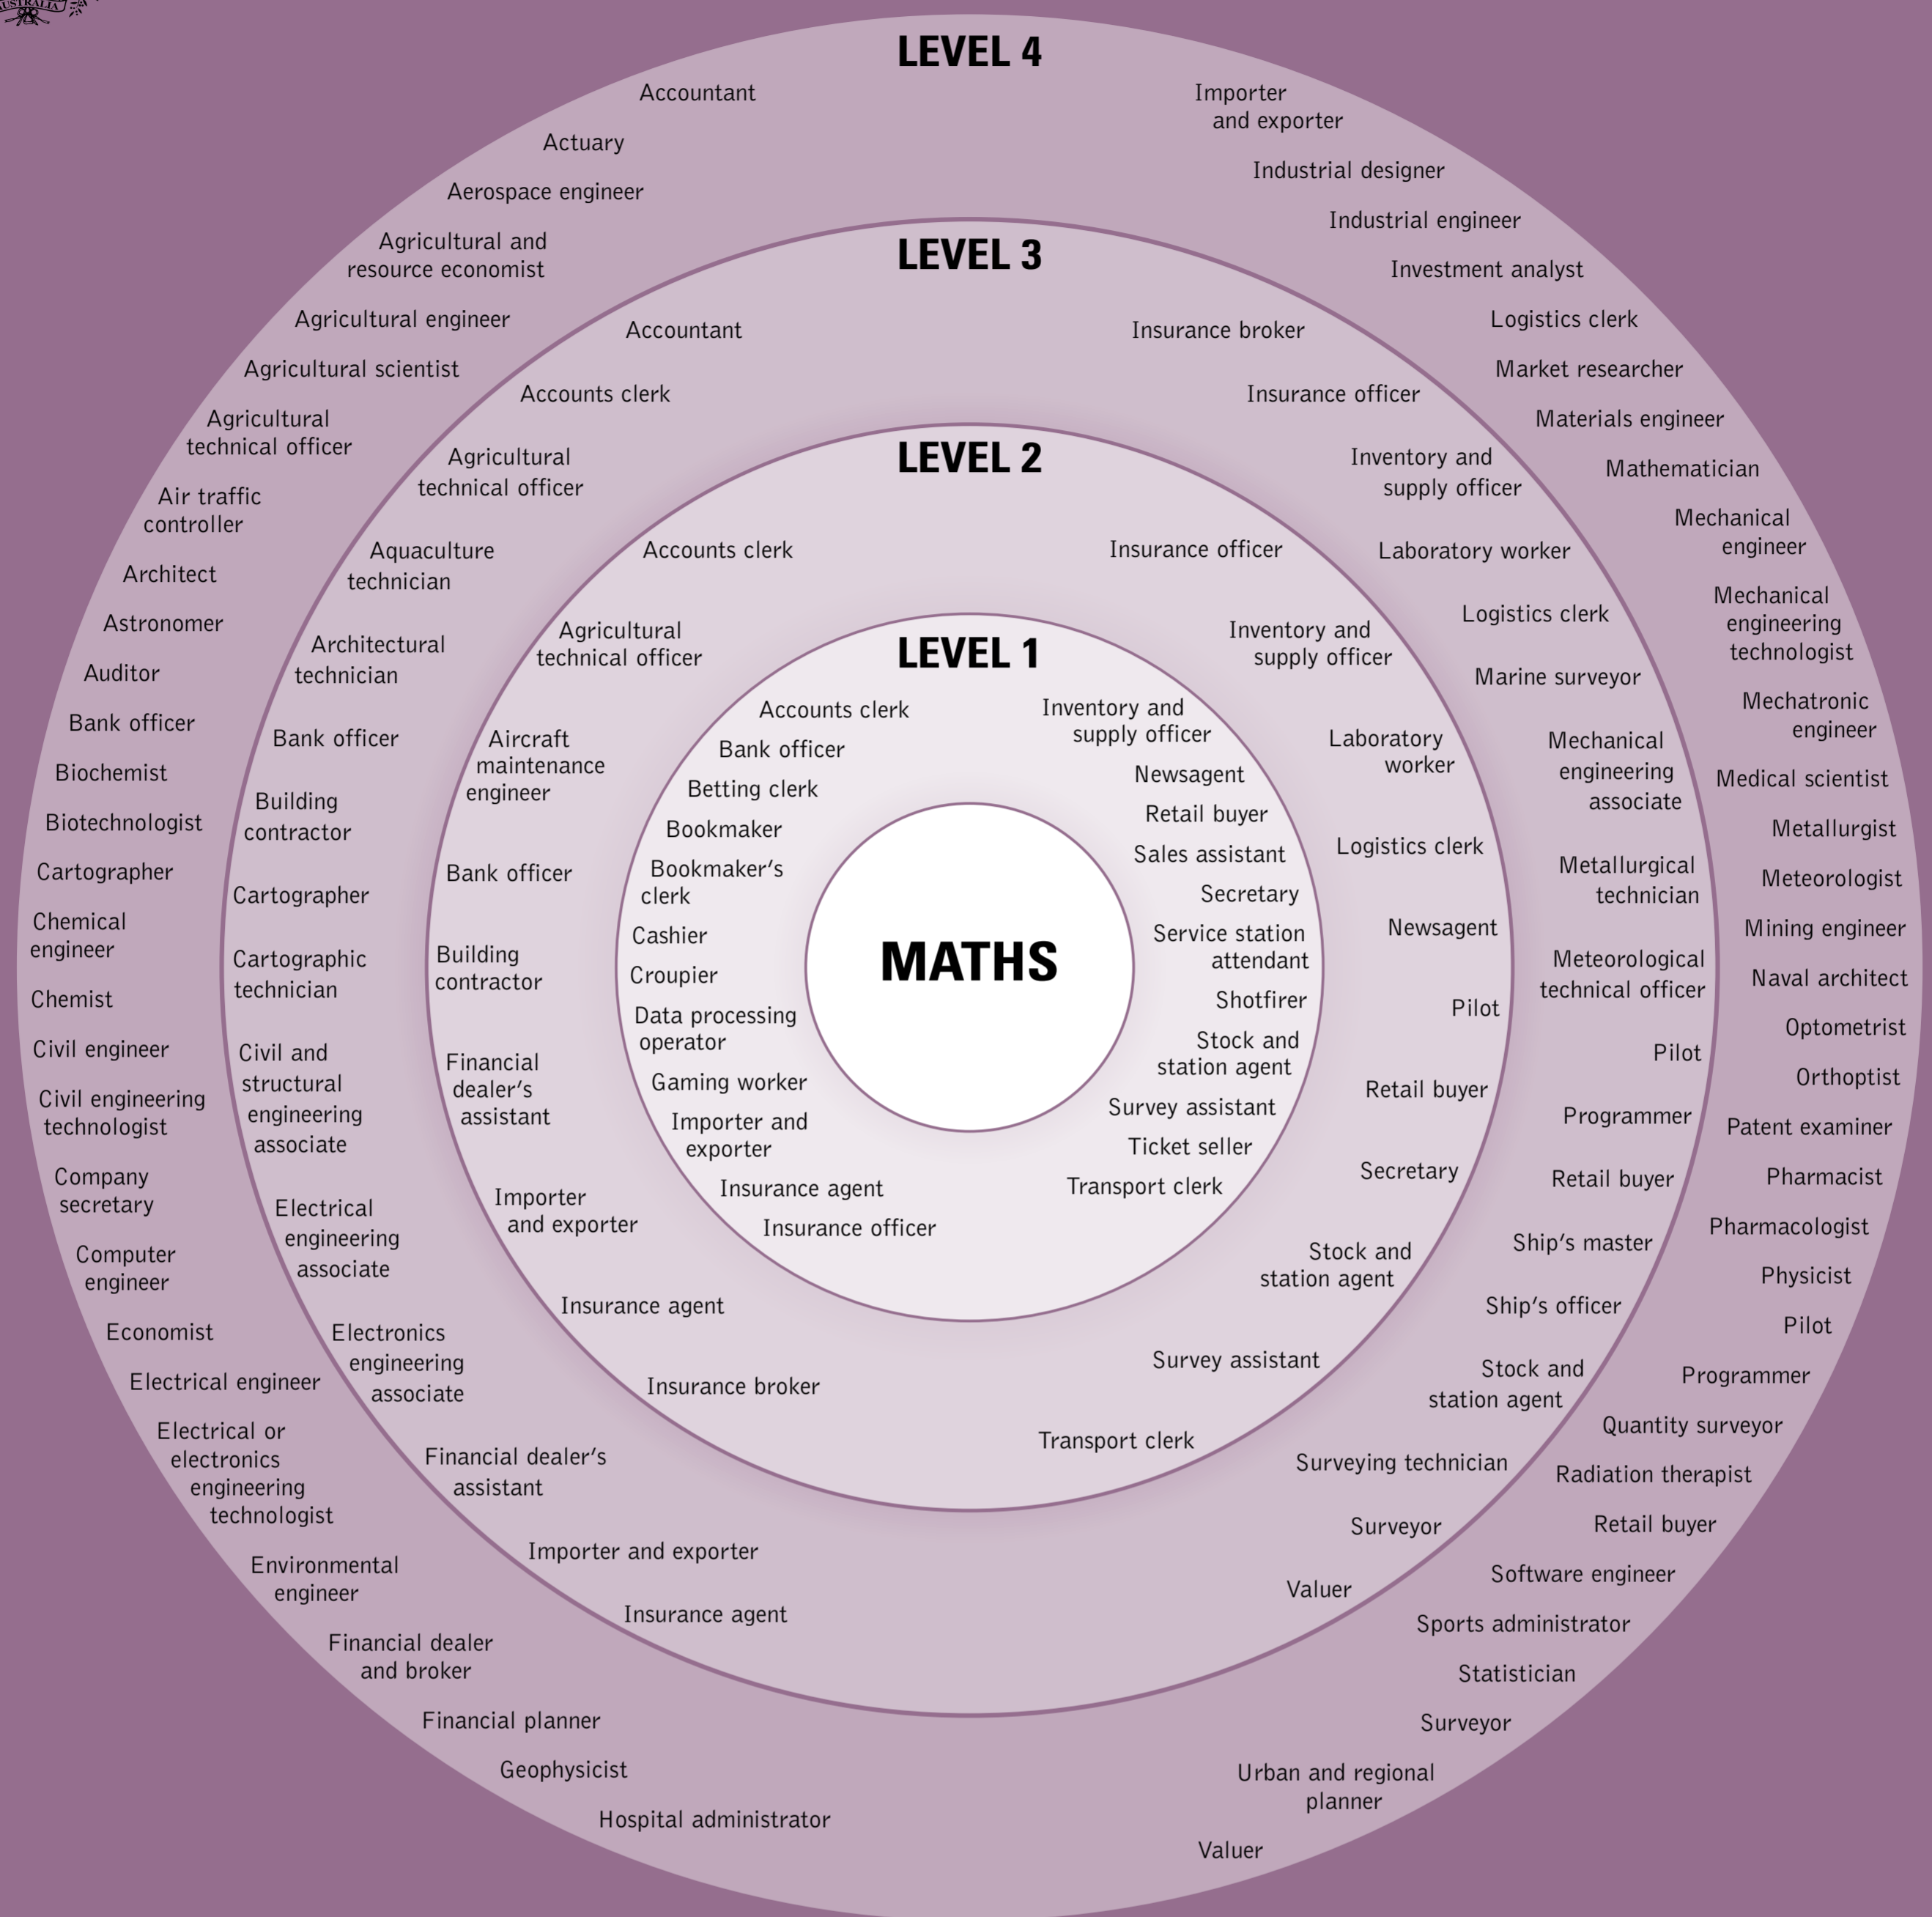 AUSTRALIA
LEVEL 4
Accountant
Actuary
Aerospace engineer
Agricultural and
resource economist
Agricultural engineer
Agricultural scientist
Agricultural
technical officer
Air traffic
controller
Architect
Astronomer
Auditor
Bank officer
Biochemist
Biotechnologist
Cartographer
Chemical
engineer
Chemist
Civil engineer
Civil engineering
technologist
Company
secretary
Computer
engineer
Economist
Electrical engineer
Electrical or
electronics
engineering
technologist
Environmental
engineer
Financial dealer
and broker
Financial planner
Geophysicist
Hospital administrator
Importer
and exporter
Industrial designer
Industrial engineer
Investment analyst
Logistics clerk
Market researcher
Materials engineer
Mathematician
Mechanical
engineer
Mechanical
engineering
technologist
Mechatronic
engineer
Medical scientist
Metallurgist
Meteorologist
Mining engineer
Naval architect
Optometrist
Orthoptist
Patent examiner
Pharmacist
Pharmacologist
Physicist
Pilot
Programmer
Quantity surveyor
Radiation therapist
Retail buyer
Software engineer
Sports administrator
Statistician
Surveyor
Urban and regional
planner
Valuer
LEVEL 3
Accountant
Accounts clerk
Agricultural
technical officer
Aquaculture
technician
Architectural
technician
Bank officer
Building
contractor
Cartographer
Cartographic
technician
Civil and
structural
engineering
associate
Electrical
engineering
associate
Electronics
engineering
associate
Financial dealer's
assistant
Importer and exporter
Insurance agent
Insurance broker
Insurance officer
Inventory and
supply officer
Laboratory worker
Logistics clerk
Marine surveyor
Mechanical
engineering
associate
Metallurgical
technician
Meteorological
technical officer
Pilot
Programmer
Retail buyer
Ship's master
Ship's officer
Stock and
station agent
Surveying technician
Surveyor
Valuer
LEVEL 2
Accounts clerk
Agricultural
technical officer
Aircraft
maintenance
engineer
Bank officer
Building
contractor
Financial
dealer's
assistant
Importer
and exporter
Insurance agent
Insurance broker
Insurance officer
Inventory and
supply officer
Laboratory
worker
Logistics clerk
Newsagent
Pilot
Retail buyer
Secretary
Stock and
station agent
Survey assistant
Transport clerk
LEVEL 1
Accounts clerk
Bank officer
Betting clerk
Bookmaker
Bookmaker's
clerk
Cashier
Croupier
Data processing
operator
Gaming worker
Importer and
exporter
Insurance agent
Insurance officer
Inventory and
supply officer
Newsagent
Retail buyer
Sales assistant
Secretary
Service station
attendant
Shotfirer
Stock and
station agent
Survey assistant
Ticket seller
Transport clerk
MATHS